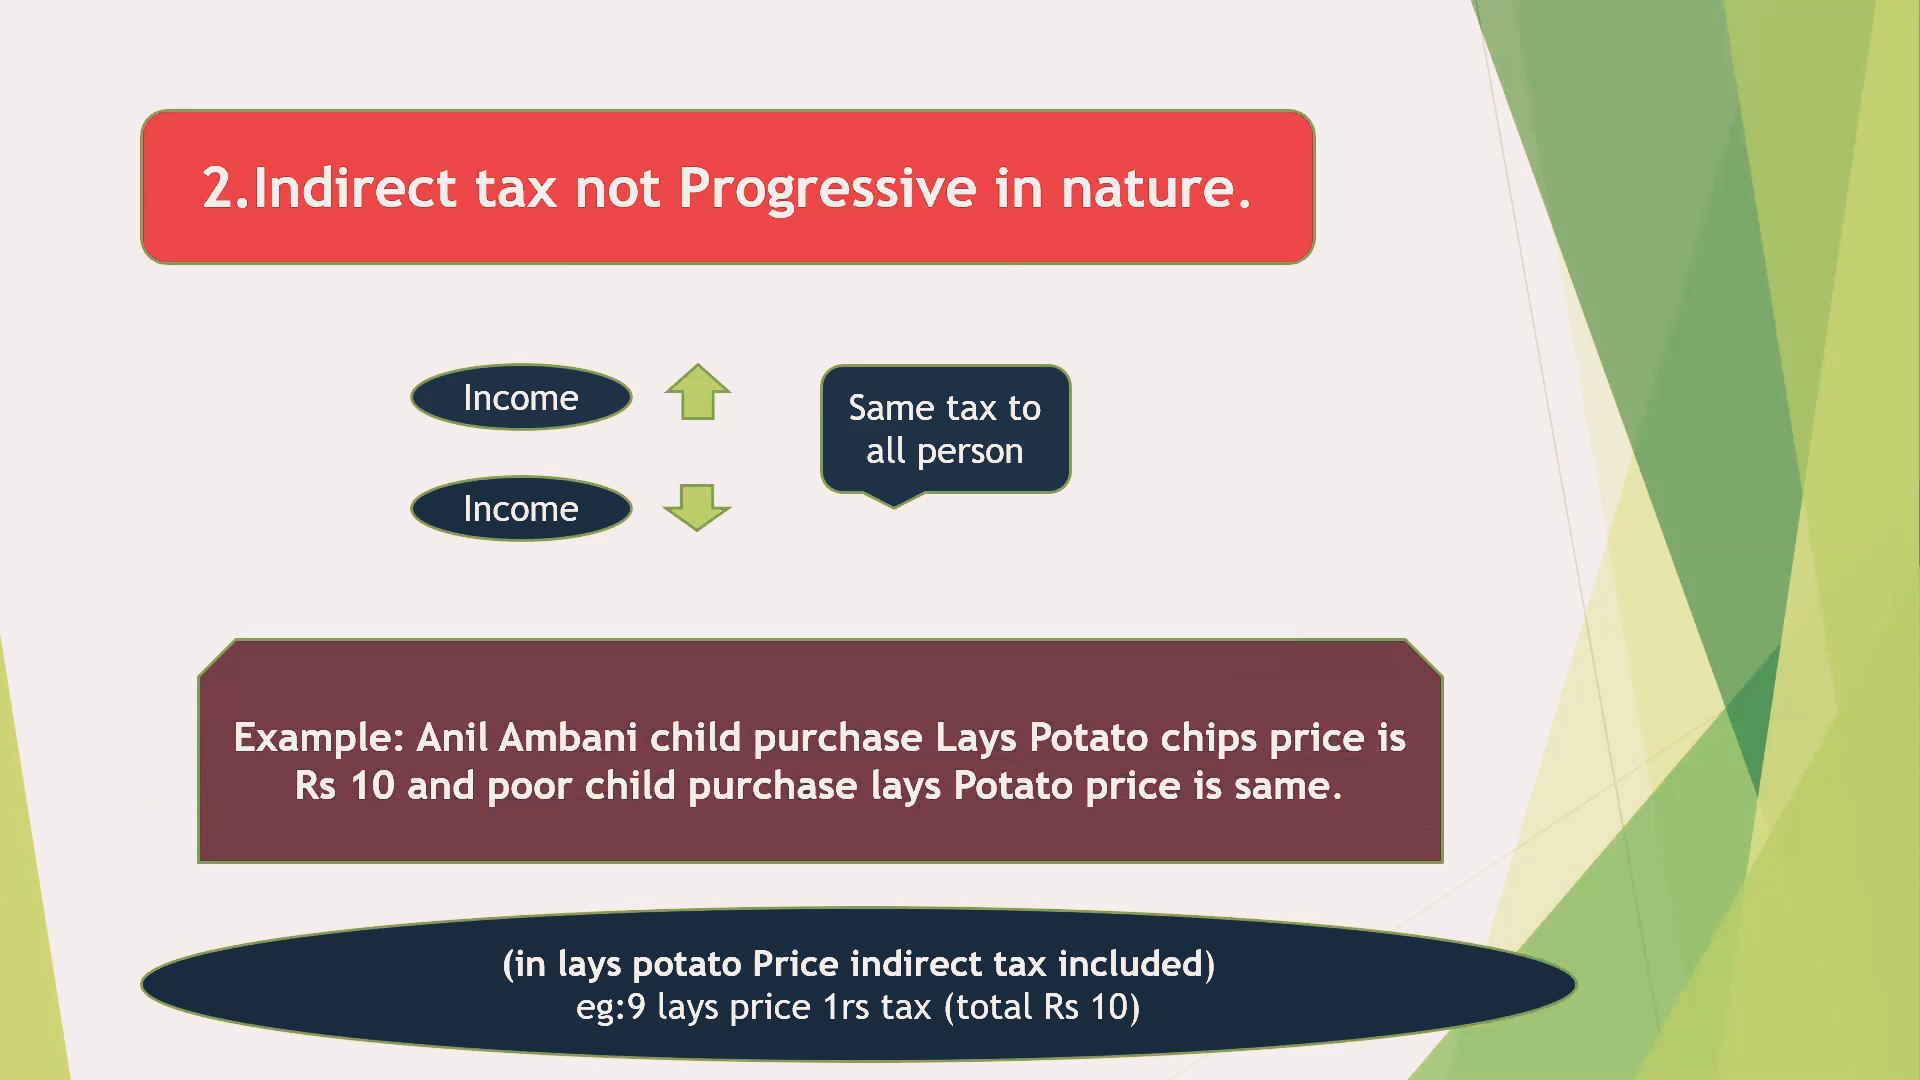 2.Indirect tax not Progressive in nature.
Income
Same tax to
all person
Income
Example: Anil Ambani child purchase Lays Potato chips price is
Rs 10 and poor child purchase lays Potato price is same.
(in lays potato Price indirect tax included)
eg:9 lays price 1rs tax (total Rs 10)